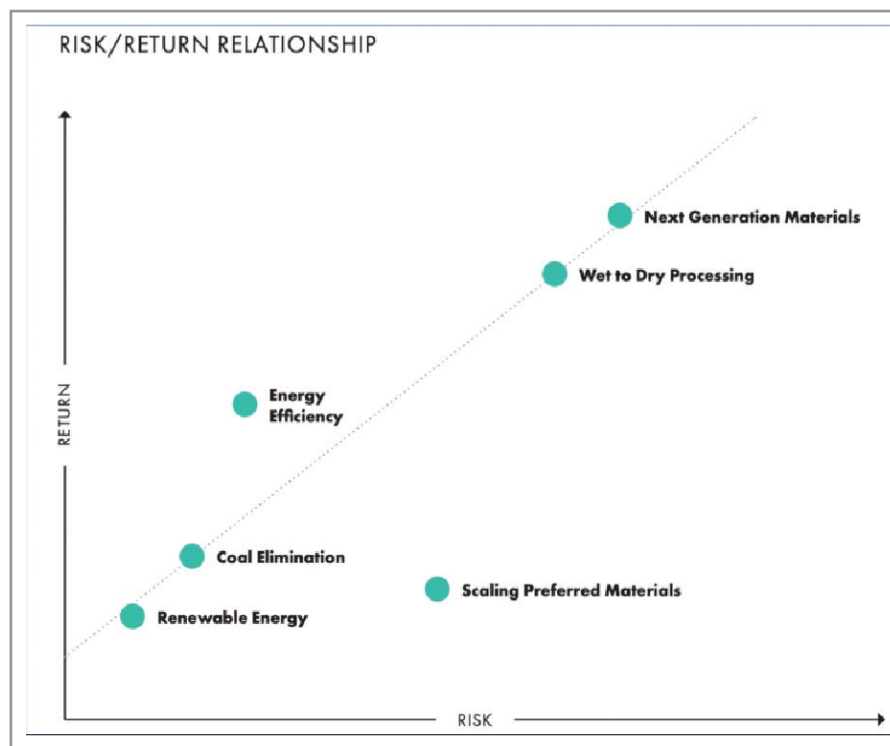 RISK/RETURN RELATIONSHIP
Next Generation Materials
Wet to Dry Processing
Energy
Efficiency
RETURN
Coal Elimination
Scaling Preferred Materials
Renewable Energy
RISK